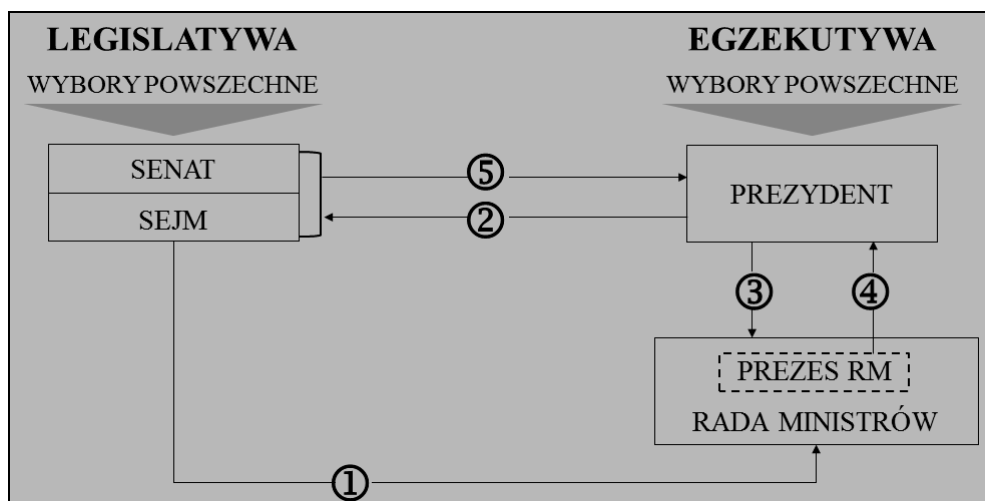 LEGISLATYWA
WYBORY POWSZECHNE
SENAT
SEJM
EGZEKUTYWA
WYBORY POWSZECHNE
PREZYDENT
⑤
②
③
④
PREZES RM
RADA MINISTRÓW
①